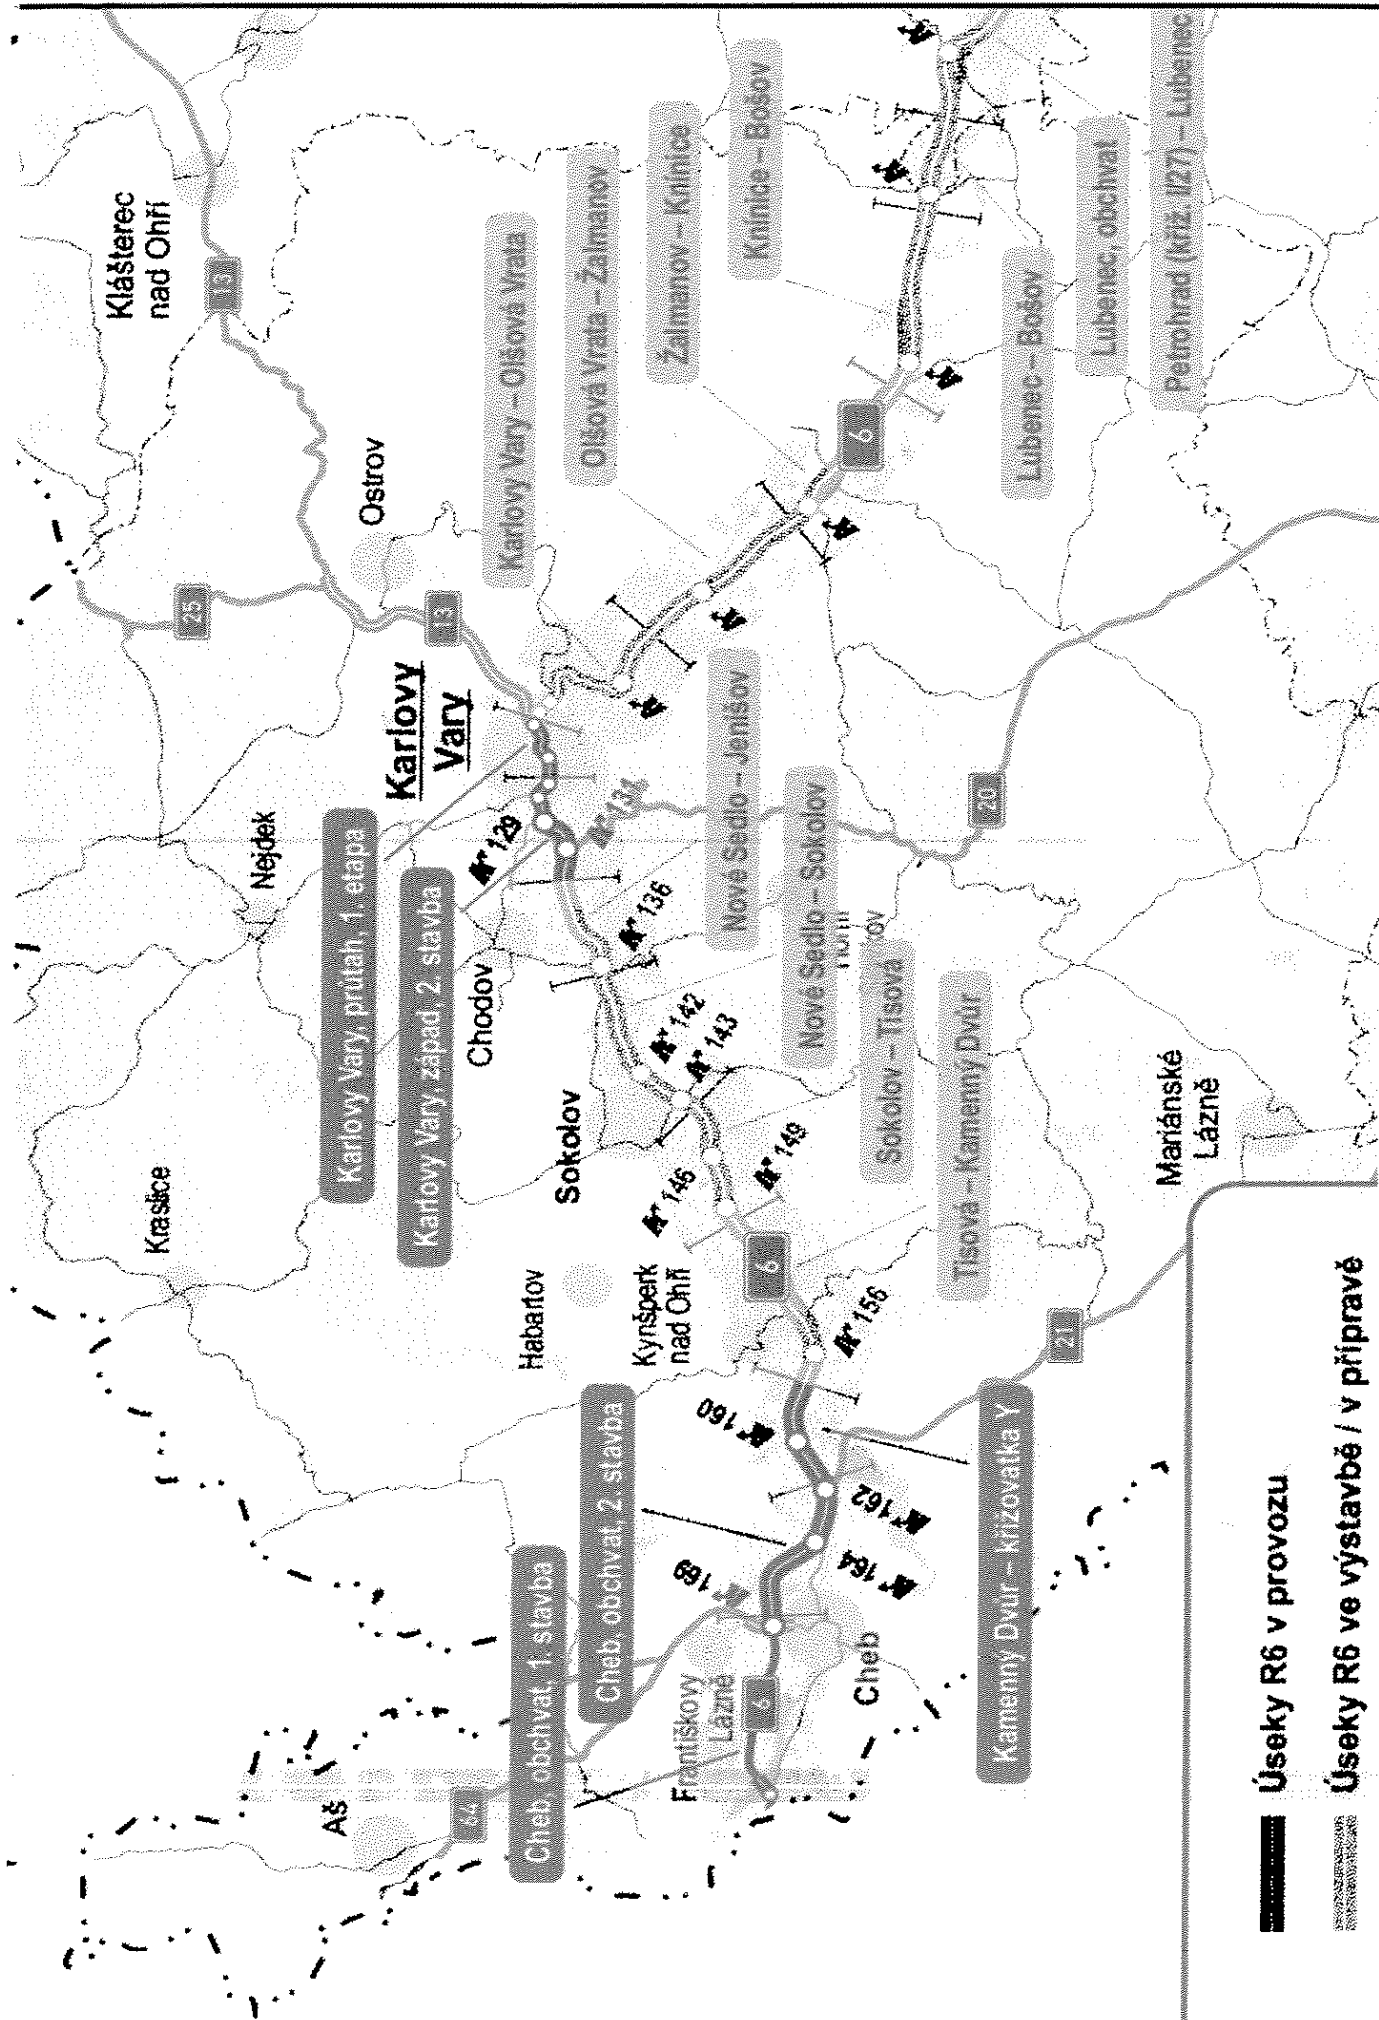 Klášterec
nad Ohří
13
Ostrov
25
13
Karlovy
Vary
Nejdek
Kraslice
Chodov
Sokolov
Habartov
Kynšperk
nad Ohří
Aš
64
Františkovy
Lázně
Cheb
Mariánské
Lázně
6
6
6
20
21
Karlovy Vary – Olšová Vrata
Olšová Vrata – Žalmanov
Žalmanov – Knínice
Knínice – Bošov
Lubenec – Bošov
Lubenec, obchvat
Petrohrad (křiž. I/27) – Lubenec
Karlovy Vary, průtah, 1. etapa
Karlovy Vary západ 2. stavba
Nové Sedlo – Jenišov
Nové Sedlo – Sokolov
Sokolov – Tisová
Tisová – Kamenný Dvůr
Cheb, obchvat, 1. stavba
Cheb, obchvat, 2. stavba
Kamenný Dvůr – křižovatka Y
129
131
136
142
143
146
149
156
160
162
164
169
Úseky R6 v provozu
Úseky R6 ve výstavbě / v přípravě